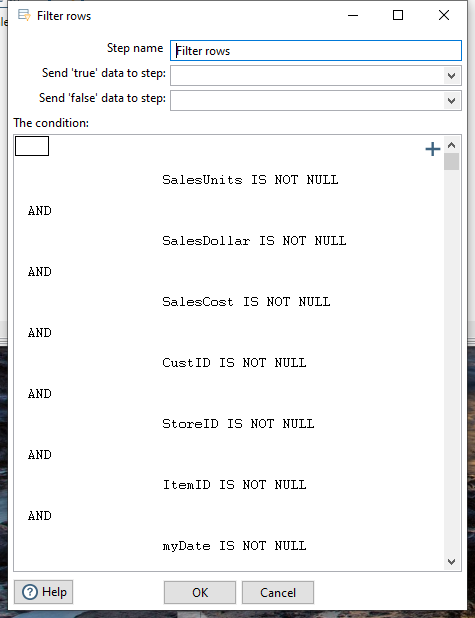 Filter rows
Step name Filter rows
Send 'true' data to step:
Send 'false' data to step:
The condition:
SalesUnits IS NOT NULL
AND
SalesDollar IS NOT NULL
AND
SalesCost IS NOT NULL
AND
CustID IS NOT NULL
AND
StoreID IS NOT NULL
AND
ItemID IS NOT NULL
AND
myDate IS NOT NULL
Help OK Cancel